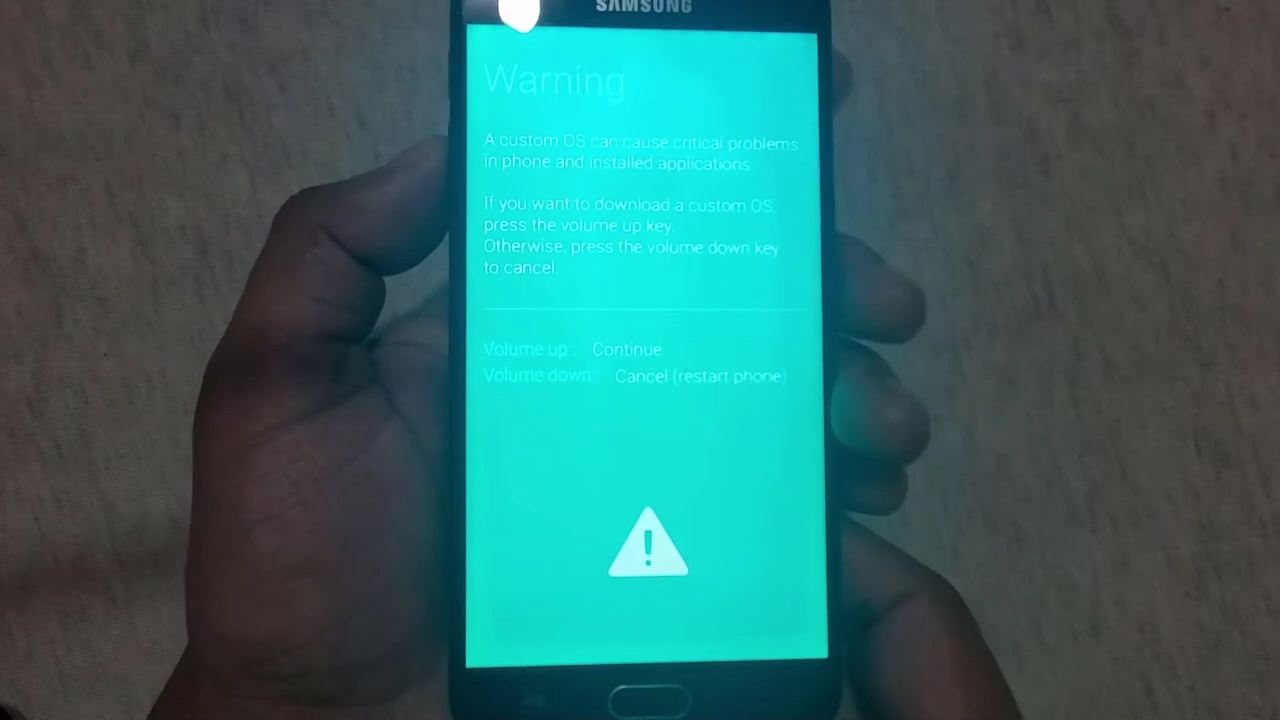 SAMSUNG
Warning
A custom OS can cause critical problems
in phone and installed applications.
If you want to download a custom OS,
press the volume up key.
Otherwise, press the volume down key
to cancel.
Volume up : Continue
Volume down : Cancel (restart phone)